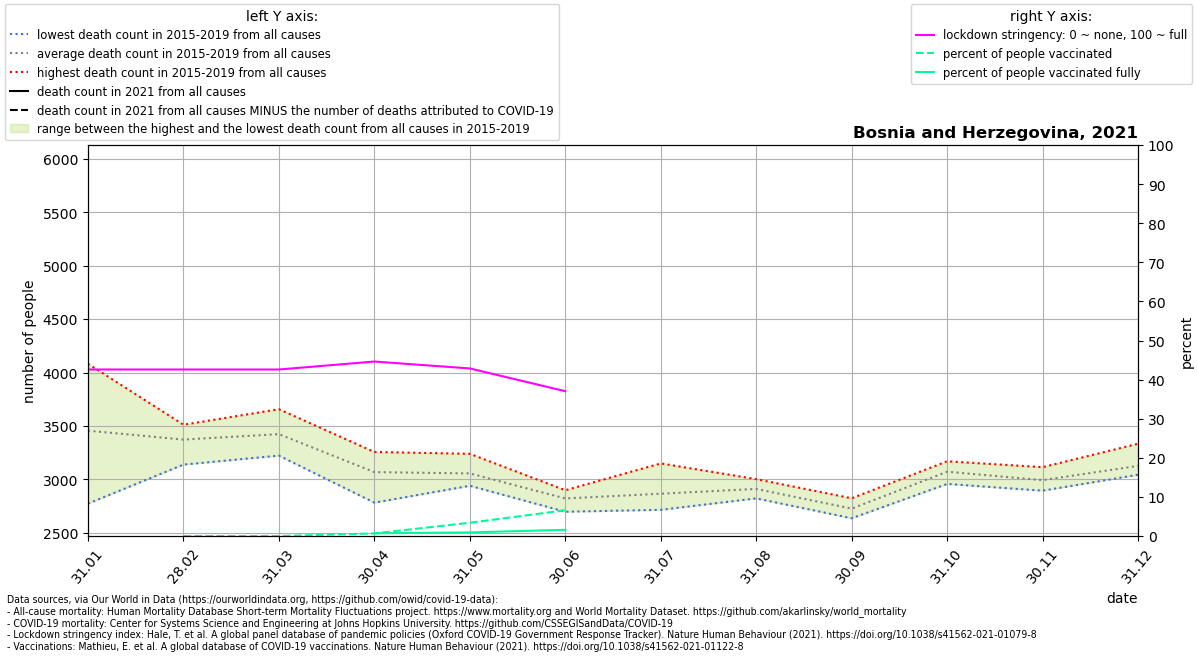 left Y axis:
lowest death count in 2015-2019 from all causes
average death count in 2015-2019 from all causes
highest death count in 2015-2019 from all causes
death count in 2021 from all causes
death count in 2021 from all causes MINUS the number of deaths attributed to COVID-19
range between the highest and the lowest death count from all causes in 2015-2019
right Y axis:
lockdown stringency: 0 ~ none, 100 ~ full
percent of people vaccinated
percent of people vaccinated fully
Bosnia and Herzegovina, 2021
number of people
6000
5500
5000
4500
4000
3500
3000
2500
100
90
80
70
60
50
40
30
20
10
0
percent
31.01
28.02
31.03
30.04
31.05
30.06
31.07
31.08
30.09
31.10
30.11
31.12
date
Data sources, via Our World in Data (https://ourworldindata.org, https://github.com/owid/covid-19-data):
- All-cause mortality: Human Mortality Database Short-term Mortality Fluctuations project. https://www.mortality.org and World Mortality Dataset. https://github.com/akarlinsky/world_mortality
- COVID-19 mortality: Center for Systems Science and Engineering at Johns Hopkins University. https://github.com/CSSEGISandData/COVID-19
- Lockdown stringency index: Hale, T. et al. A global panel database of pandemic policies (Oxford COVID-19 Government Response Tracker). Nature Human Behaviour (2021). https://doi.org/10.1038/s41562-021-01079-8
- Vaccinations: Mathieu, E. et al. A global database of COVID-19 vaccinations. Nature Human Behaviour (2021). https://doi.org/10.1038/s41562-021-01122-8